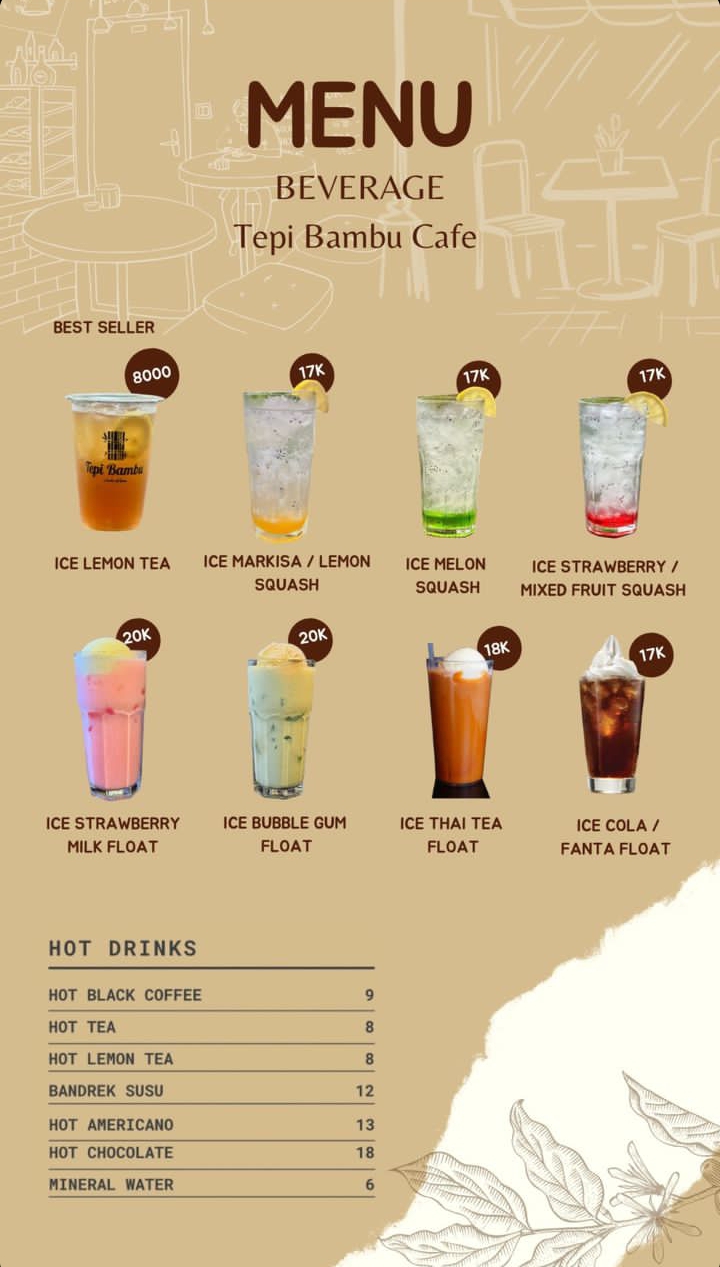 MENU
BEVERAGE
Tepi Bambu Cafe
BEST SELLER
8000
17K
17K
17K
Tepi Bambu
ICE LEMON TEA
ICE MARKISA / LEMON
SQUASH
ICE MELON
SQUASH
ICE STRAWBERRY /
MIXED FRUIT SQUASH
20K
20K
18K
17K
ICE STRAWBERRY
MILK FLOAT
ICE BUBBLE GUM
FLOAT
ICE THAI TEA
FLOAT
ICE COLA /
FANTA FLOAT
HOT DRINKS
HOT BLACK COFFEE 9
HOT TEA 8
HOT LEMON TEA 8
BANDREK SUSU 12
HOT AMERICANO 13
HOT CHOCOLATE 18
MINERAL WATER 6